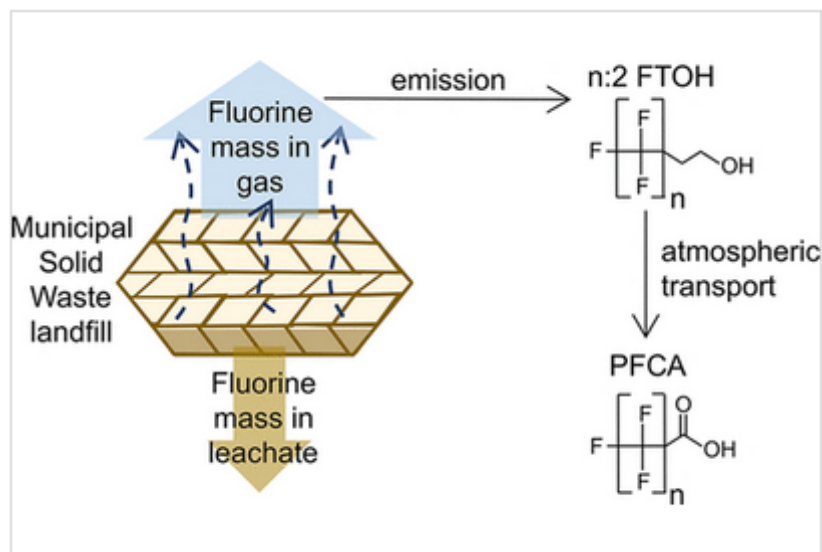 Fluorine
mass in
gas
emission
n:2 FTOH
F
F
F
OH
n
Municipal
Solid
Waste
landfill
atmospheric
transport
Fluorine
mass in
leachate
PFCA
F
O
F
OH
F
n